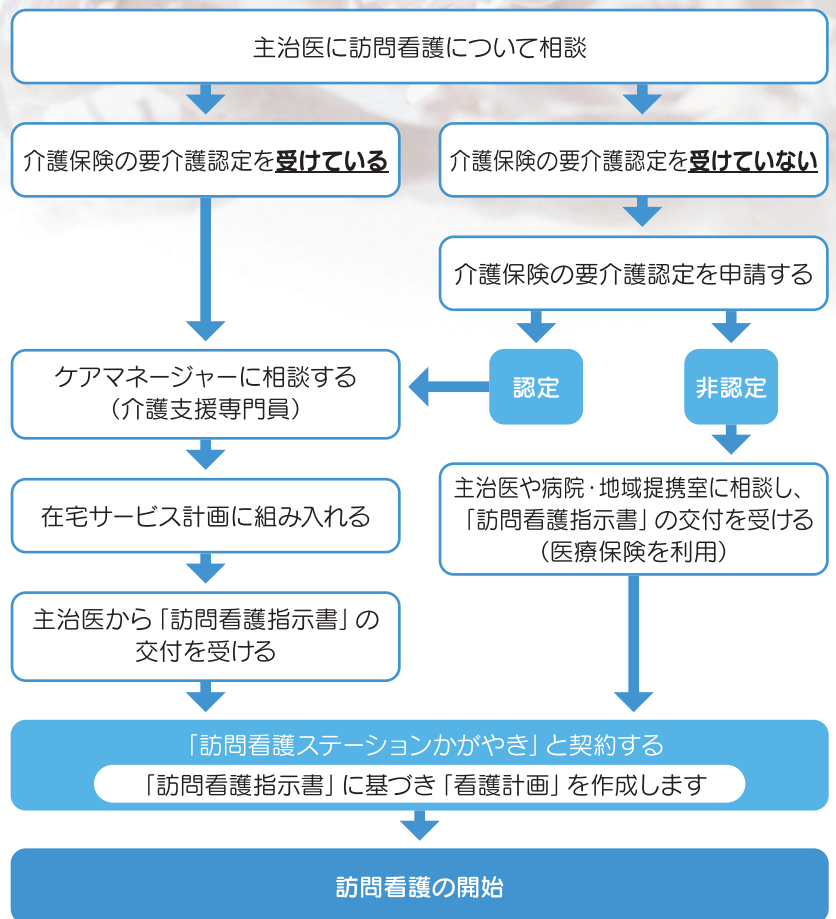 主治医に訪問看護について相談
介護保険の要介護認定を受けている
介護保険の要介護認定を受けていない
介護保険の要介護認定を申請する
認定
非認定
ケアマネージャーに相談する
（介護支援専門員）
在宅サービス計画に組み入れる
主治医から「訪問看護指示書」の
交付を受ける
主治医や病院・地域提携室に相談し、
「訪問看護指示書」の交付を受ける
（医療保険を利用）
「訪問看護ステーションかがやき」と契約する
「訪問看護指示書」に基づき「看護計画」を作成します
訪問看護の開始